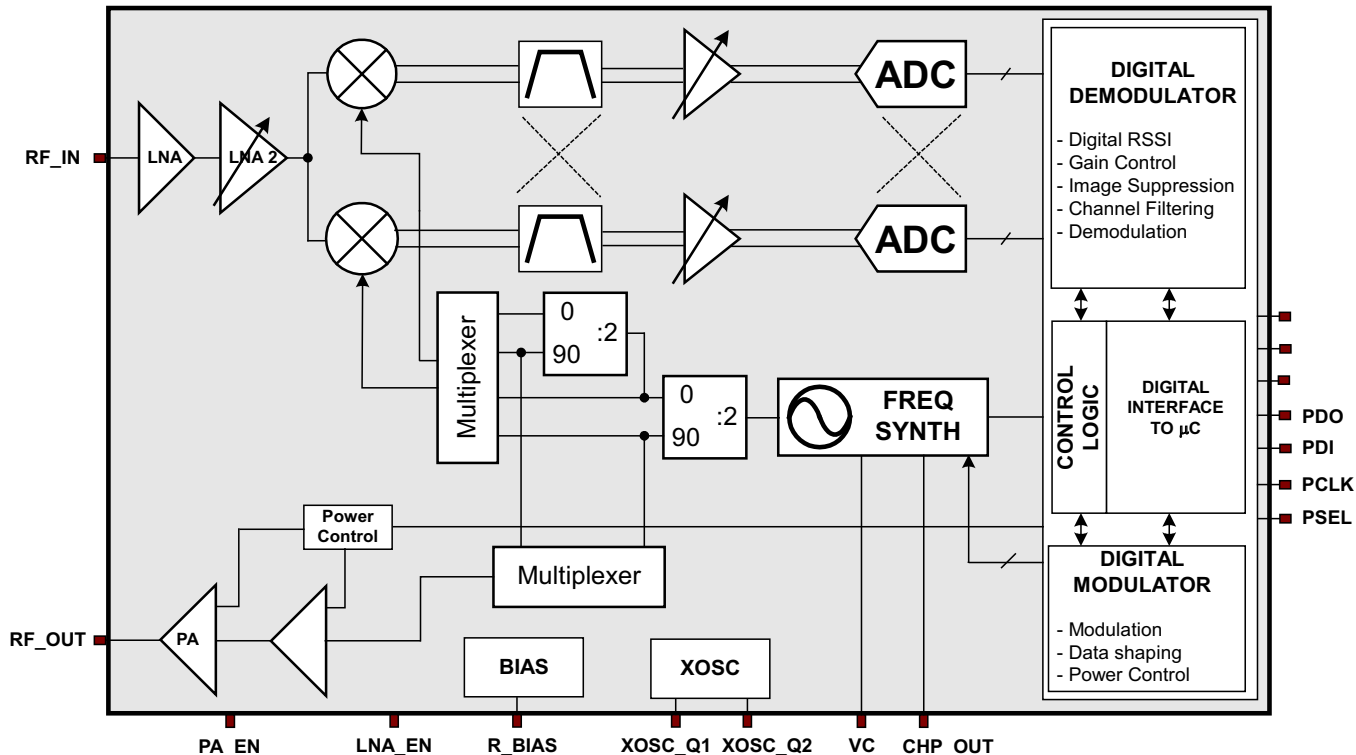 ADC
DIGITAL
DEMODULATOR
- Digital RSSI
- Gain Control
- Image Suppression
- Channel Filtering
- Demodulation
RF_IN
LNA
LNA 2
ADC
Multiplexer
0
:2
90
0
:2
90
FREQ
SYNTH
CONTROL
LOGIC
DIGITAL
INTERFACE
TO µC
PDO
PDI
PCLK
PSEL
Power
Control
Multiplexer
DIGITAL
MODULATOR
- Modulation
- Data shaping
- Power Control
RF_OUT
PA
BIAS
XOSC
PA_EN
LNA_EN
R_BIAS
XOSC_Q1
XOSC_Q2
VC
CHP_OUT